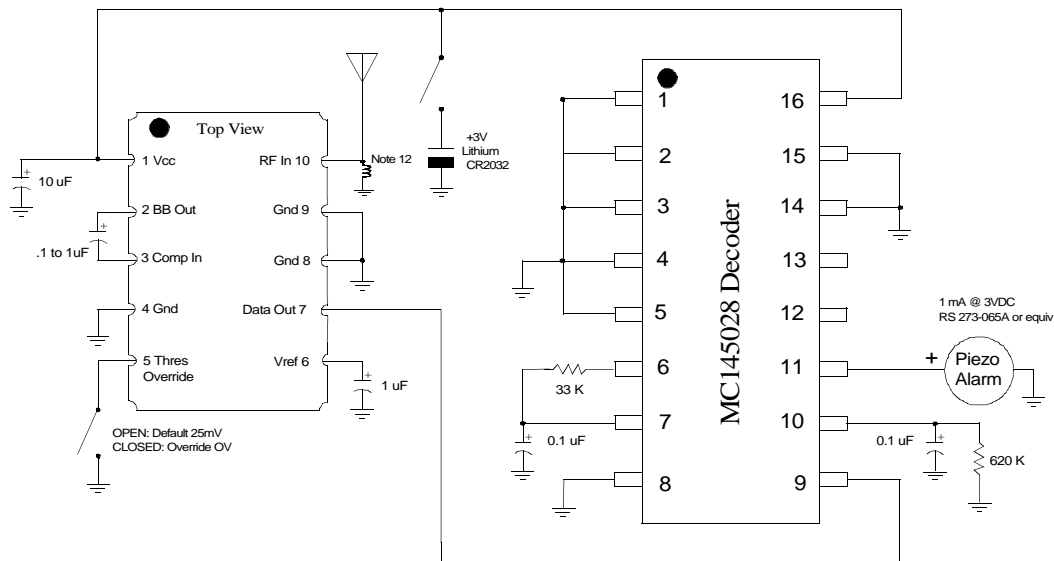 Top View
1 Vcc
RF In 10
Note 12
+3V
Lithium
CR2032
+
10 uF
2 BB Out
Gnd 9
+
.1 to 1uF
3 Comp In
Gnd 8
4 Gnd
Data Out 7
5 Thres
Override
Vref 6
+
1 uF
OPEN: Default 25mV
CLOSED: Override OV
MC145028 Decoder
1
16
2
15
3
14
4
13
5
12
6
11
7
10
8
9
33 K
+
0.1 uF
1 mA @ 3VDC
RS 273-065A or equiv
+
Piezo
Alarm
+
0.1 uF
620 K